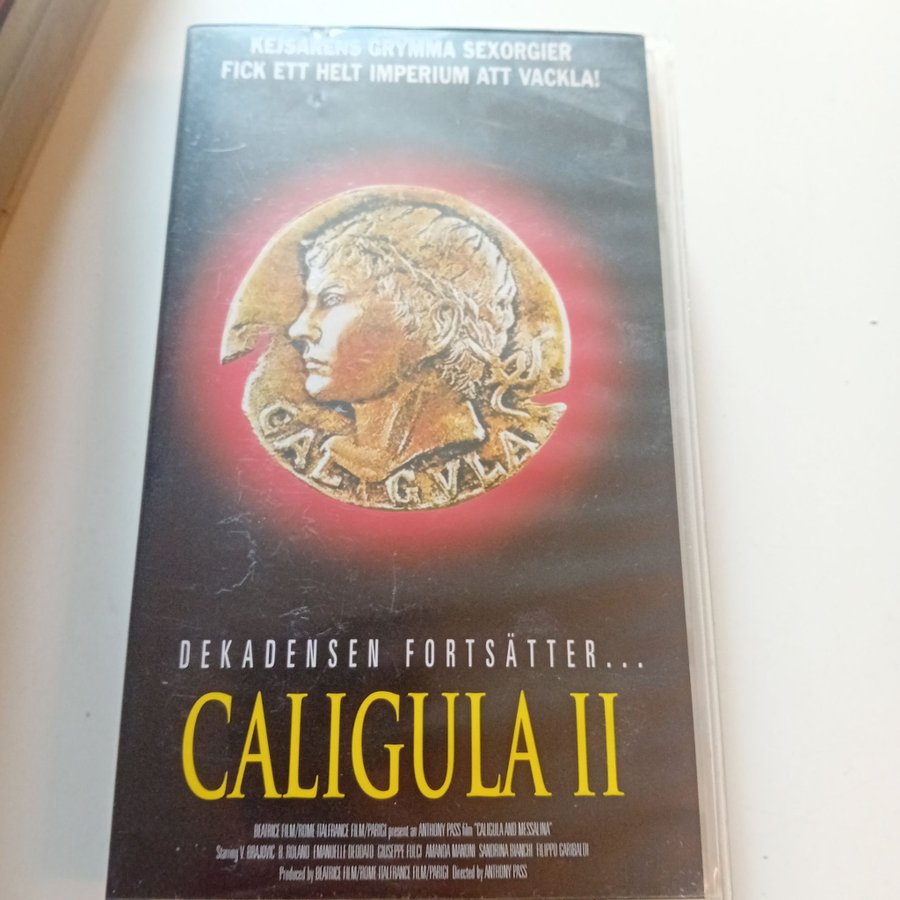 KEJSARENS GRYMMA SEXORGIER
FICK ETT HELT IMPERIUM ATT VACKLA!
CALIGVLA
DEKADENSEN FORTSÄTTER...
CALIGULA II
BEATRICE FILM/ROME ITALFRANCE FILM/PARIGI present an ANTHONY PASS film "CALIGULA AND MESSALINA"
Starring V. BRAJOVIC B. ROLAND EMANUELLE DEODATO GIUSEPPE FULCI AMANDA MANONI SANDRINA BIANCHI FILIPPO GARIBALDI
Produced by BEATRICE FILM/ROME ITALFRANCE FILM/PARIGI Directed by ANTHONY PASS